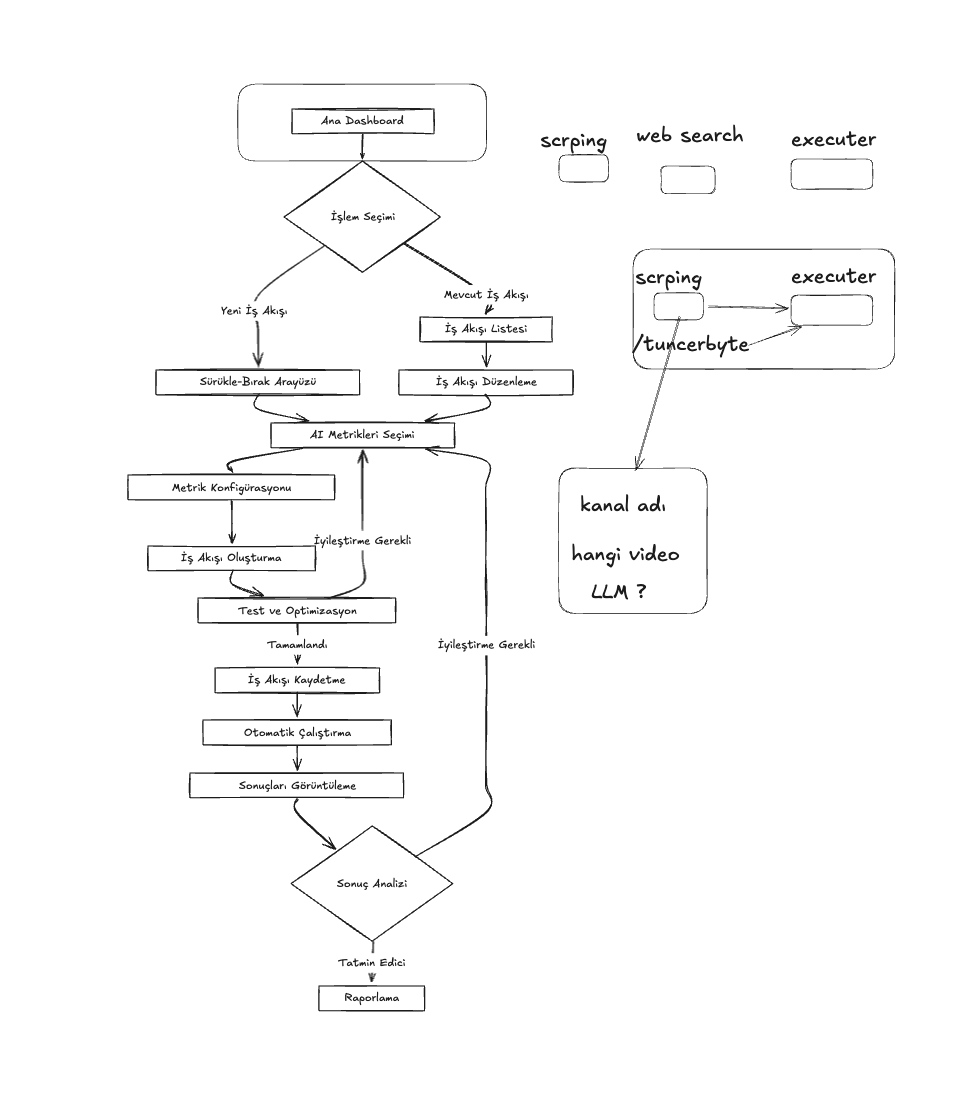 Ana Dashboard
İşlem Seçimi
Yeni İş Akışı
Mevcut İş Akışı
İş Akışı Listesi
Sürükle-Bırak Arayüzü
İş Akışı Düzenleme
AI Metrikleri Seçimi
Metrik Konfigürasyonu
İyileştirme Gerekli
İş Akışı Oluşturma
Test ve Optimizasyon
Tamamlandı
İyileştirme Gerekli
İş Akışı Kaydetme
Otomatik Çalıştırma
Sonuçları Görüntüleme
Sonuç Analizi
Tatmin Edici
Raporlama
scrping
web search
executer
scrping
executer
/tuncerbyte
kanal adı
hangi video
LLM ?